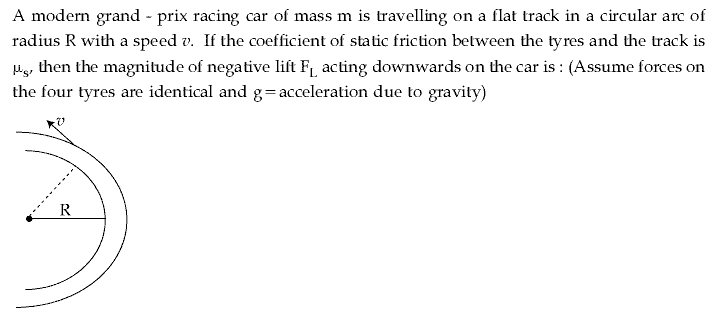 A modern grand - prix racing car of mass m is travelling on a flat track in a circular arc of
radius R with a speed v. If the coefficient of static friction between the tyres and the track is
μs, then the magnitude of negative lift FL acting downwards on the car is : (Assume forces on
the four tyres are identical and g=acceleration due to gravity)
v
R